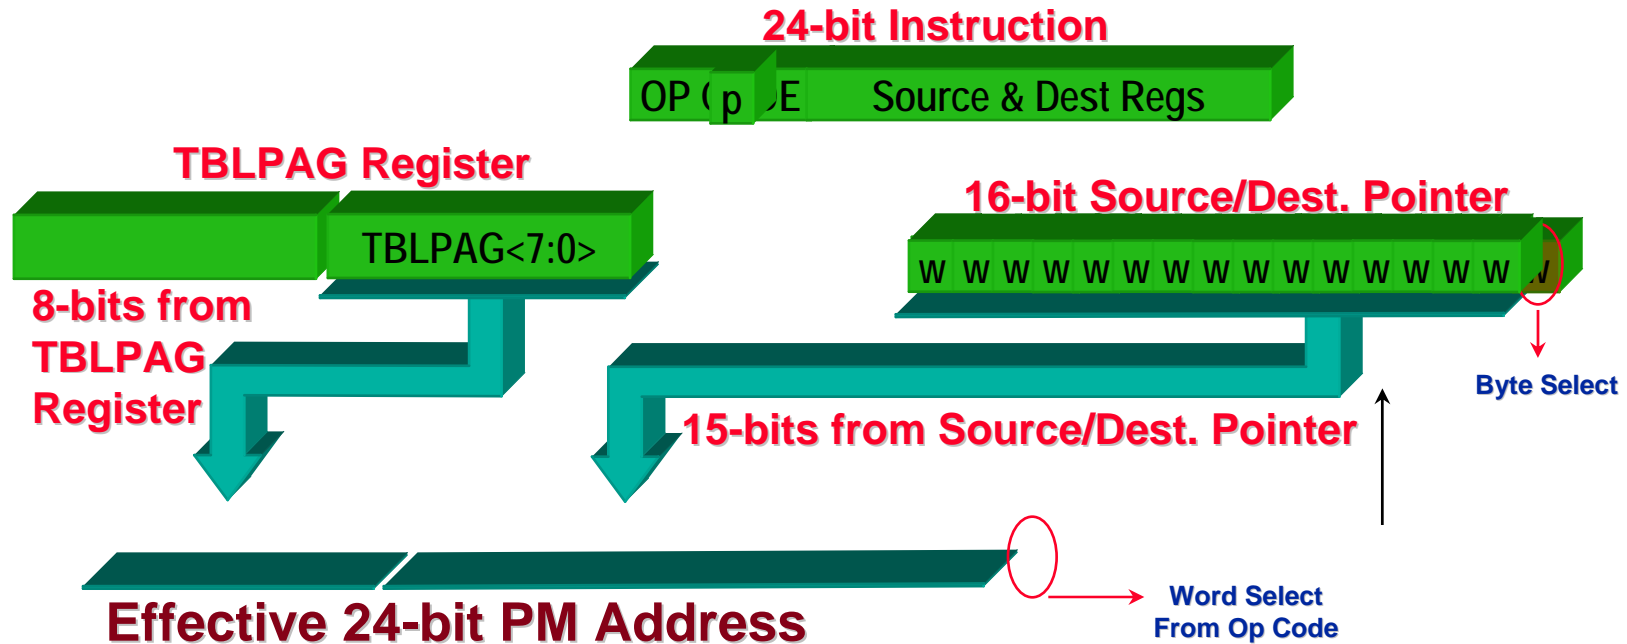 24-bit Instruction
OP C p DE Source & Dest Regs
TBLPAG Register
16-bit Source/Dest. Pointer
TBLPAG<7:0>
W W W W W W W W W W W W W W W W
8-bits from
TBLPAG
Register
Byte Select
15-bits from Source/Dest. Pointer
Word Select
From Op Code
Effective 24-bit PM Address